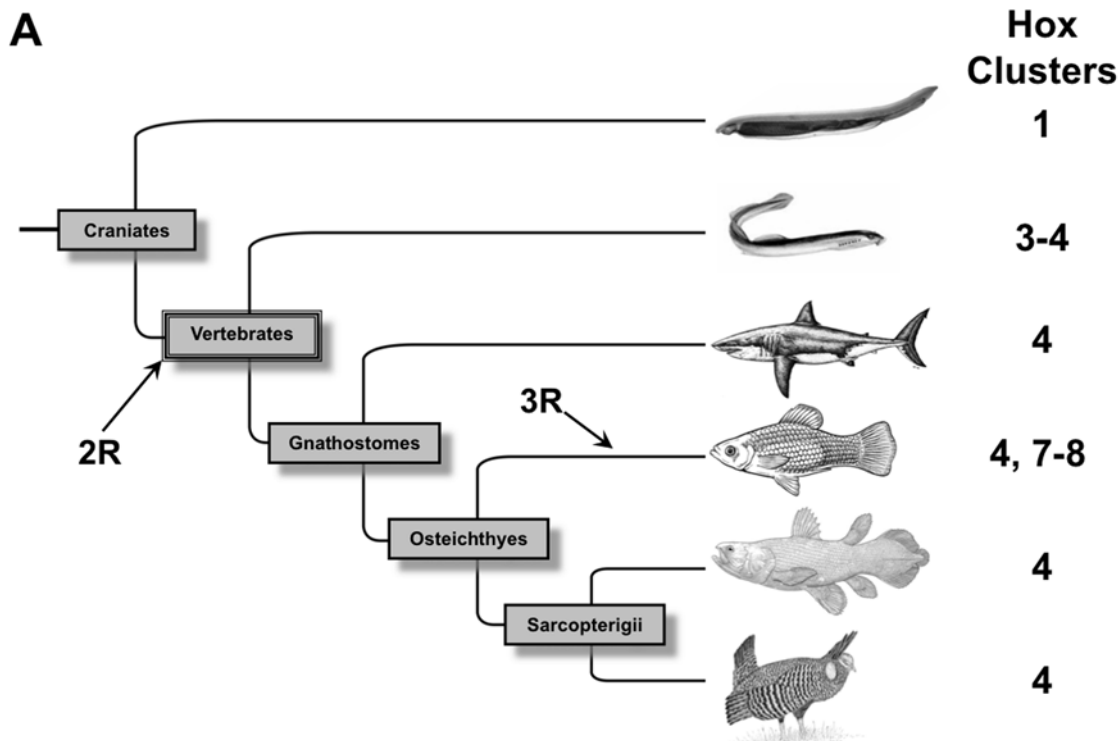 A
Hox
Clusters
1
Craniates
3-4
Vertebrates
4
3R
2R
Gnathostomes
4, 7-8
Osteichthyes
4
Sarcopterigii
4